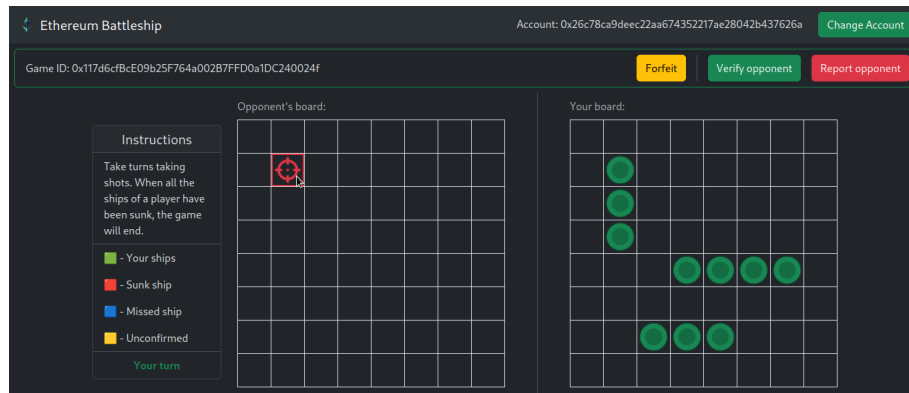 Ethereum Battleship
Account: 0x26c78ca9deec22aa674352217ae28042b437626a
Change Account
Game ID: 0x117d6cfBcE09b25F764a002B7FFD0a1DC240024f
Forfeit
Verify opponent
Report opponent
Opponent's board:
Your board:
Instructions
Take turns taking
shots. When all the
ships of a player have
been sunk, the game
will end.
- Your ships
- Sunk ship
- Missed ship
- Unconfirmed
Your turn